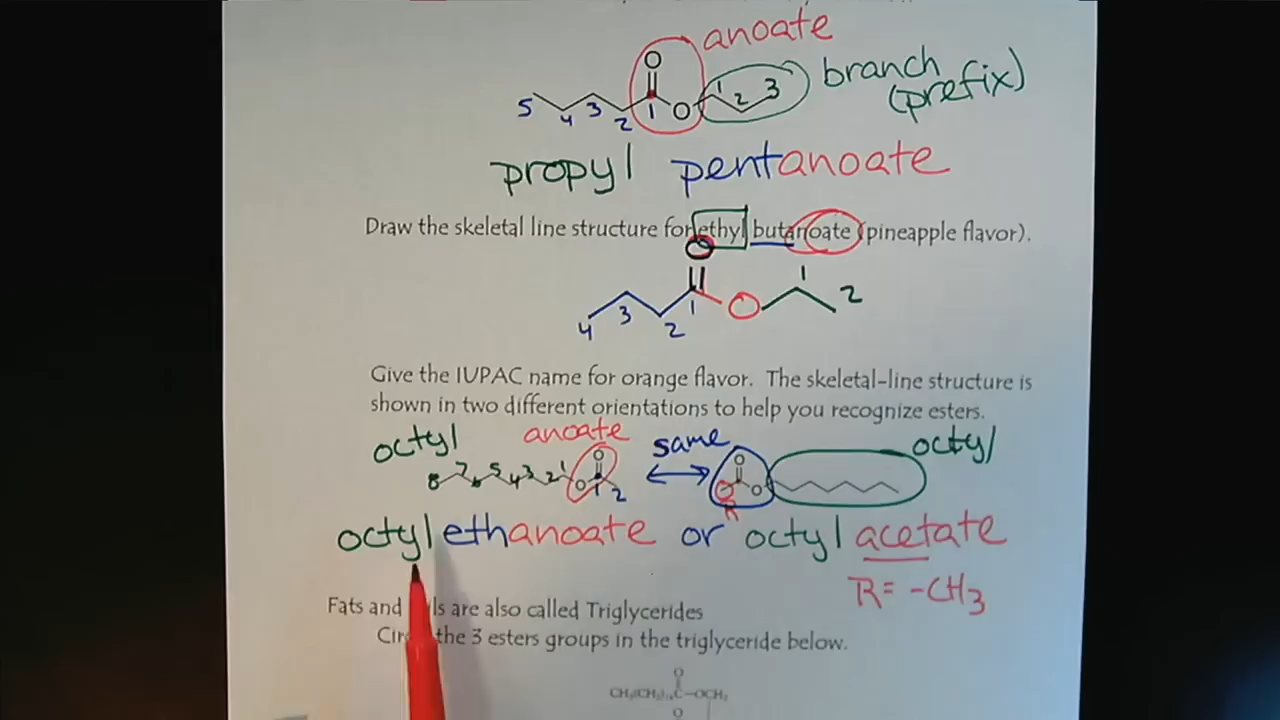 anoate
O
branch
(prefix)
5 4 3 2 1 O 1 2 3
propyl pentanoate
Draw the skeletal line structure for ethyl butanoate (pineapple flavor).
O
4 3 2 1 O 1 2
Give the IUPAC name for orange flavor. The skeletal-line structure is
shown in two different orientations to help you recognize esters.
octyl anoate same octyl
O O
8 7 6 5 4 3 2 1 O 1 2 O
R
octyl ethanoate or octyl acetate
R= -CH3
Fats and are also called Triglycerides
the 3 esters groups in the triglyceride below.
O
O